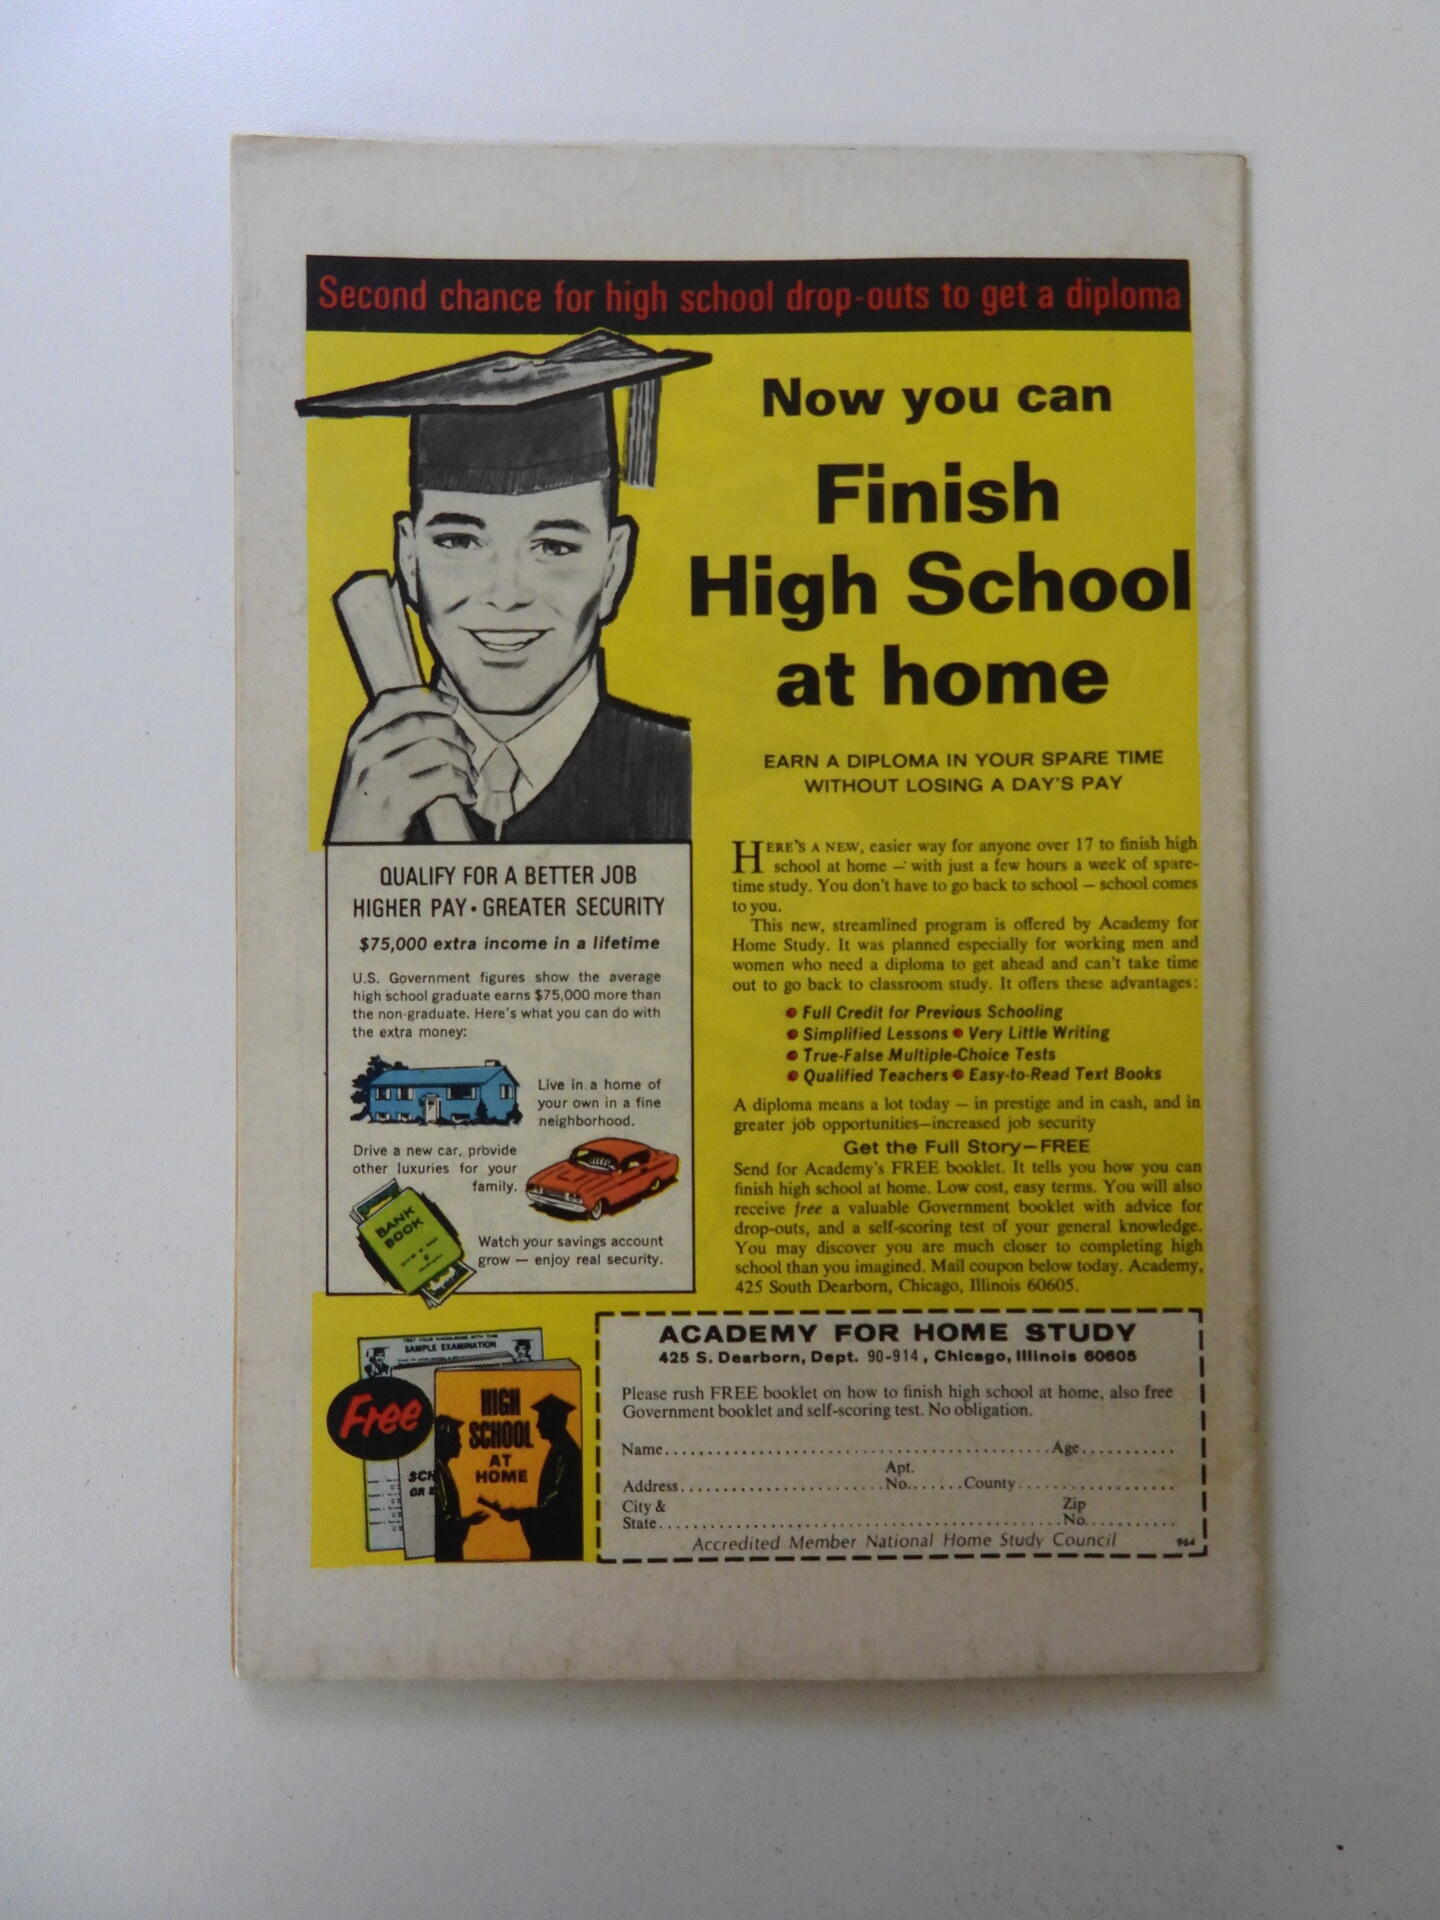 Second chance for high school drop-outs to get a diploma
Now you can
Finish
High School
at home
EARN A DIPLOMA IN YOUR SPARE TIME
WITHOUT LOSING A DAY'S PAY
HERE'S A NEW, easier way for anyone over 17 to finish high
school at home – with just a few hours a week of spare-
time study. You don't have to go back to school – school comes
to you.
This new, streamlined program is offered by Academy for
Home Study. It was planned especially for working men and
women who need a diploma to get ahead and can't take time
out to go back to classroom study. It offers these advantages:
• Full Credit for Previous Schooling
• Simplified Lessons • Very Little Writing
• True-False Multiple-Choice Tests
• Qualified Teachers • Easy-to-Read Text Books
A diploma means a lot today – in prestige and in cash, and in
greater job opportunities–increased job security
Get the Full Story–FREE
Send for Academy's FREE booklet. It tells you how you can
finish high school at home. Low cost, easy terms. You will also
receive free a valuable Government booklet with advice for
drop-outs, and a self-scoring test of your general knowledge.
You may discover you are much closer to completing high
school than you imagined. Mail coupon below today. Academy,
425 South Dearborn, Chicago, Illinois 60605.
QUALIFY FOR A BETTER JOB
HIGHER PAY • GREATER SECURITY
$75,000 extra income in a lifetime
U.S. Government figures show the average
high school graduate earns $75,000 more than
the non-graduate. Here's what you can do with
the extra money:
Live in a home of
your own in a fine
neighborhood.
Drive a new car, provide
other luxuries for your
family.
BANK
BOOK
Watch your savings account
grow — enjoy real security.
TEST YOUR KNOWLEDGE WITH THIS
SAMPLE EXAMINATION
Free
SCH
OR
HIGH
SCHOOL
AT
HOME
ACADEMY FOR HOME STUDY
425 S. Dearborn, Dept. 90-914, Chicago, Illinois 60605
Please rush FREE booklet on how to finish high school at home, also free
Government booklet and self-scoring test. No obligation.
Name.......................................................Age.............
Apt.
Address..............................No.......County......................
City &
Zip
State.......................................................No.............
Accredited Member National Home Study Council
964